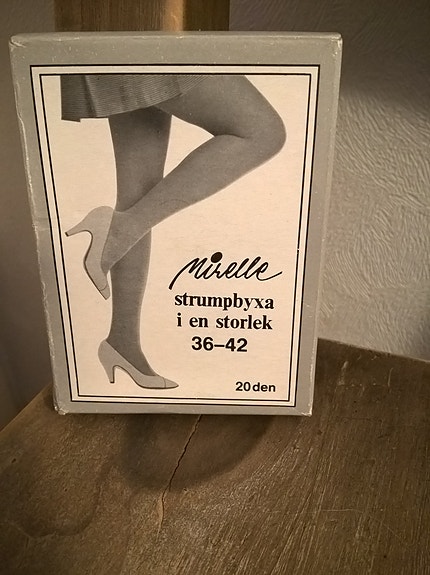 Mirelle
strumpbyxa
i en storlek
36–42
20 den